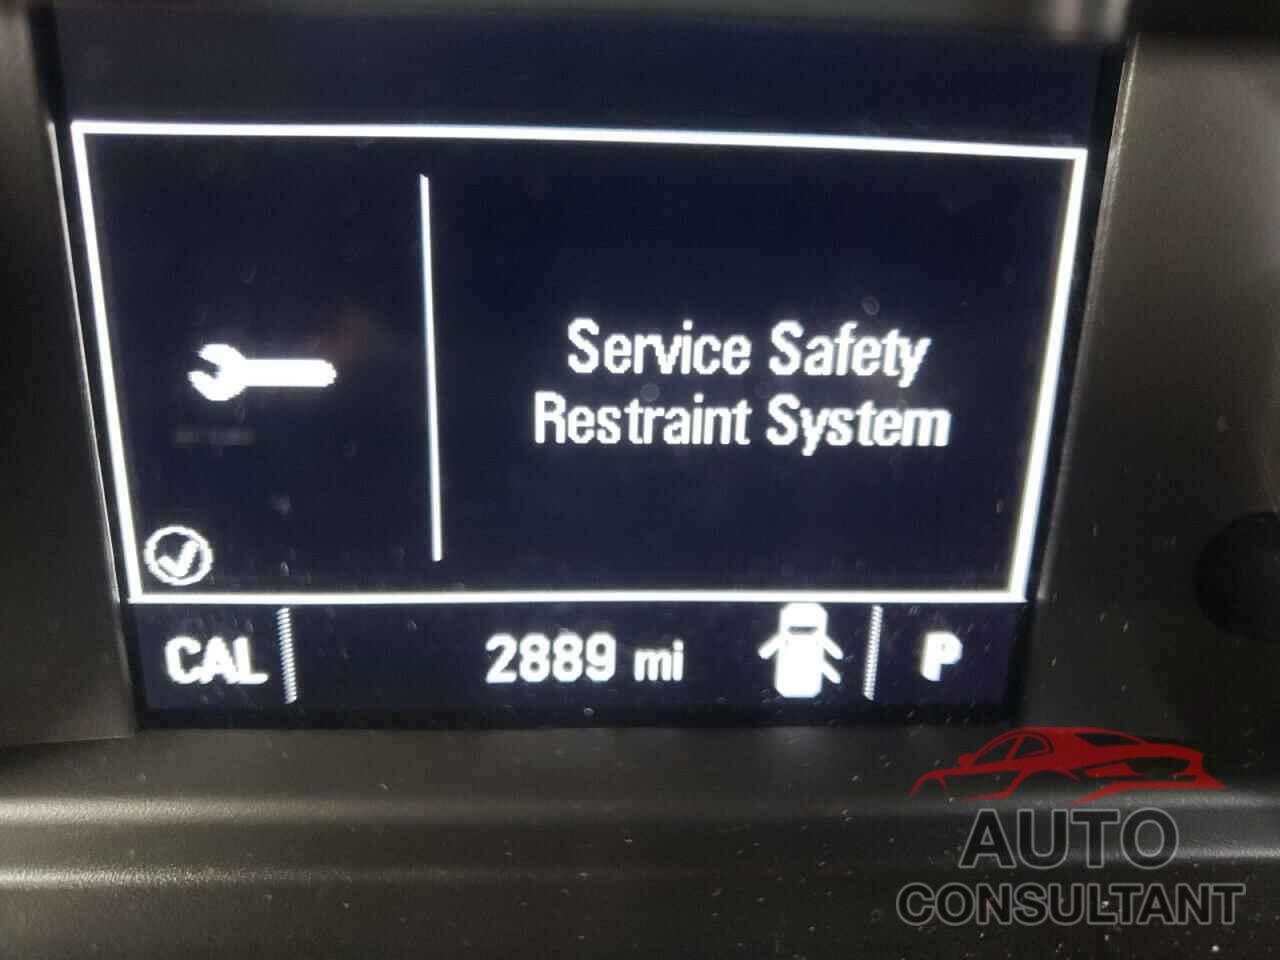 Service Safety
Restraint System
CAL
2889 mi
P
AUTO
CONSULTANT